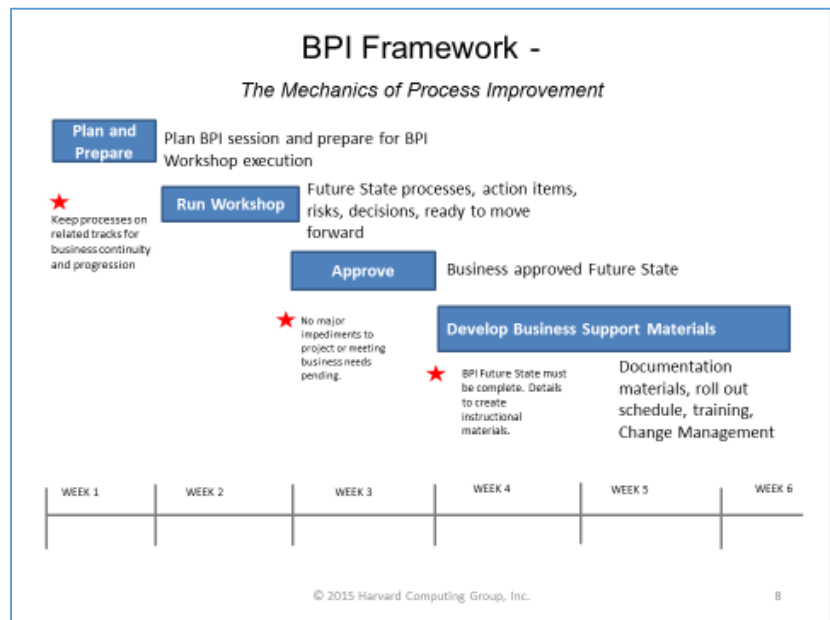 BPI Framework -
The Mechanics of Process Improvement
Plan and
Prepare
Plan BPI session and prepare for BPI
Workshop execution
Keep processes on
related tracks for
business continuity
and progression
Run Workshop
Future State processes, action items,
risks, decisions, ready to move
forward
Approve
Business approved Future State
No major
impediments to
project or meeting
business needs
pending.
Develop Business Support Materials
BPI Future State must
be complete. Details
to create
instructional
materials.
Documentation
materials, roll out
schedule, training,
Change Management
WEEK 1
WEEK 2
WEEK 3
WEEK 4
WEEK 5
WEEK 6
© 2015 Harvard Computing Group, Inc.
8